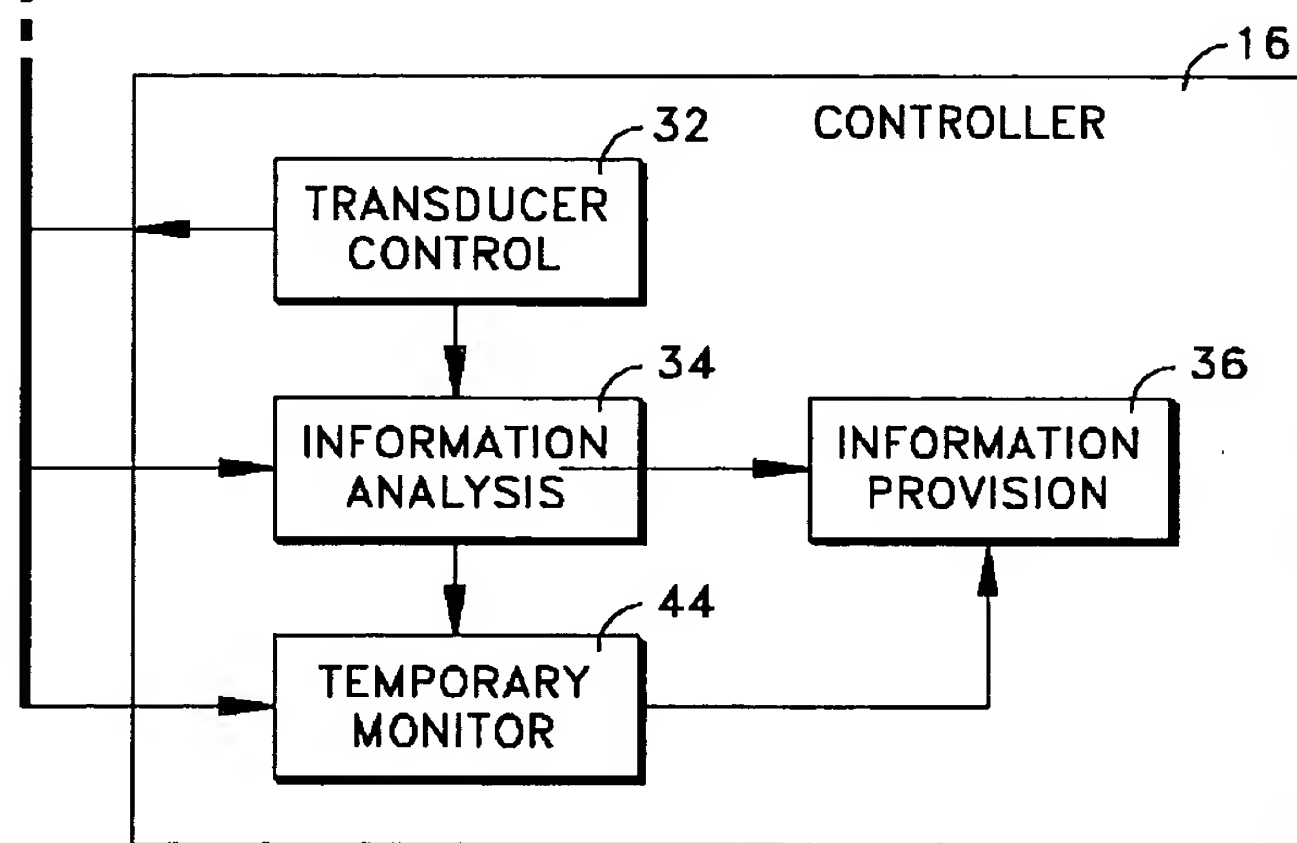 16
CONTROLLER
32
TRANSDUCER
CONTROL
34
INFORMATION
ANALYSIS
36
INFORMATION
PROVISION
44
TEMPORARY
MONITOR